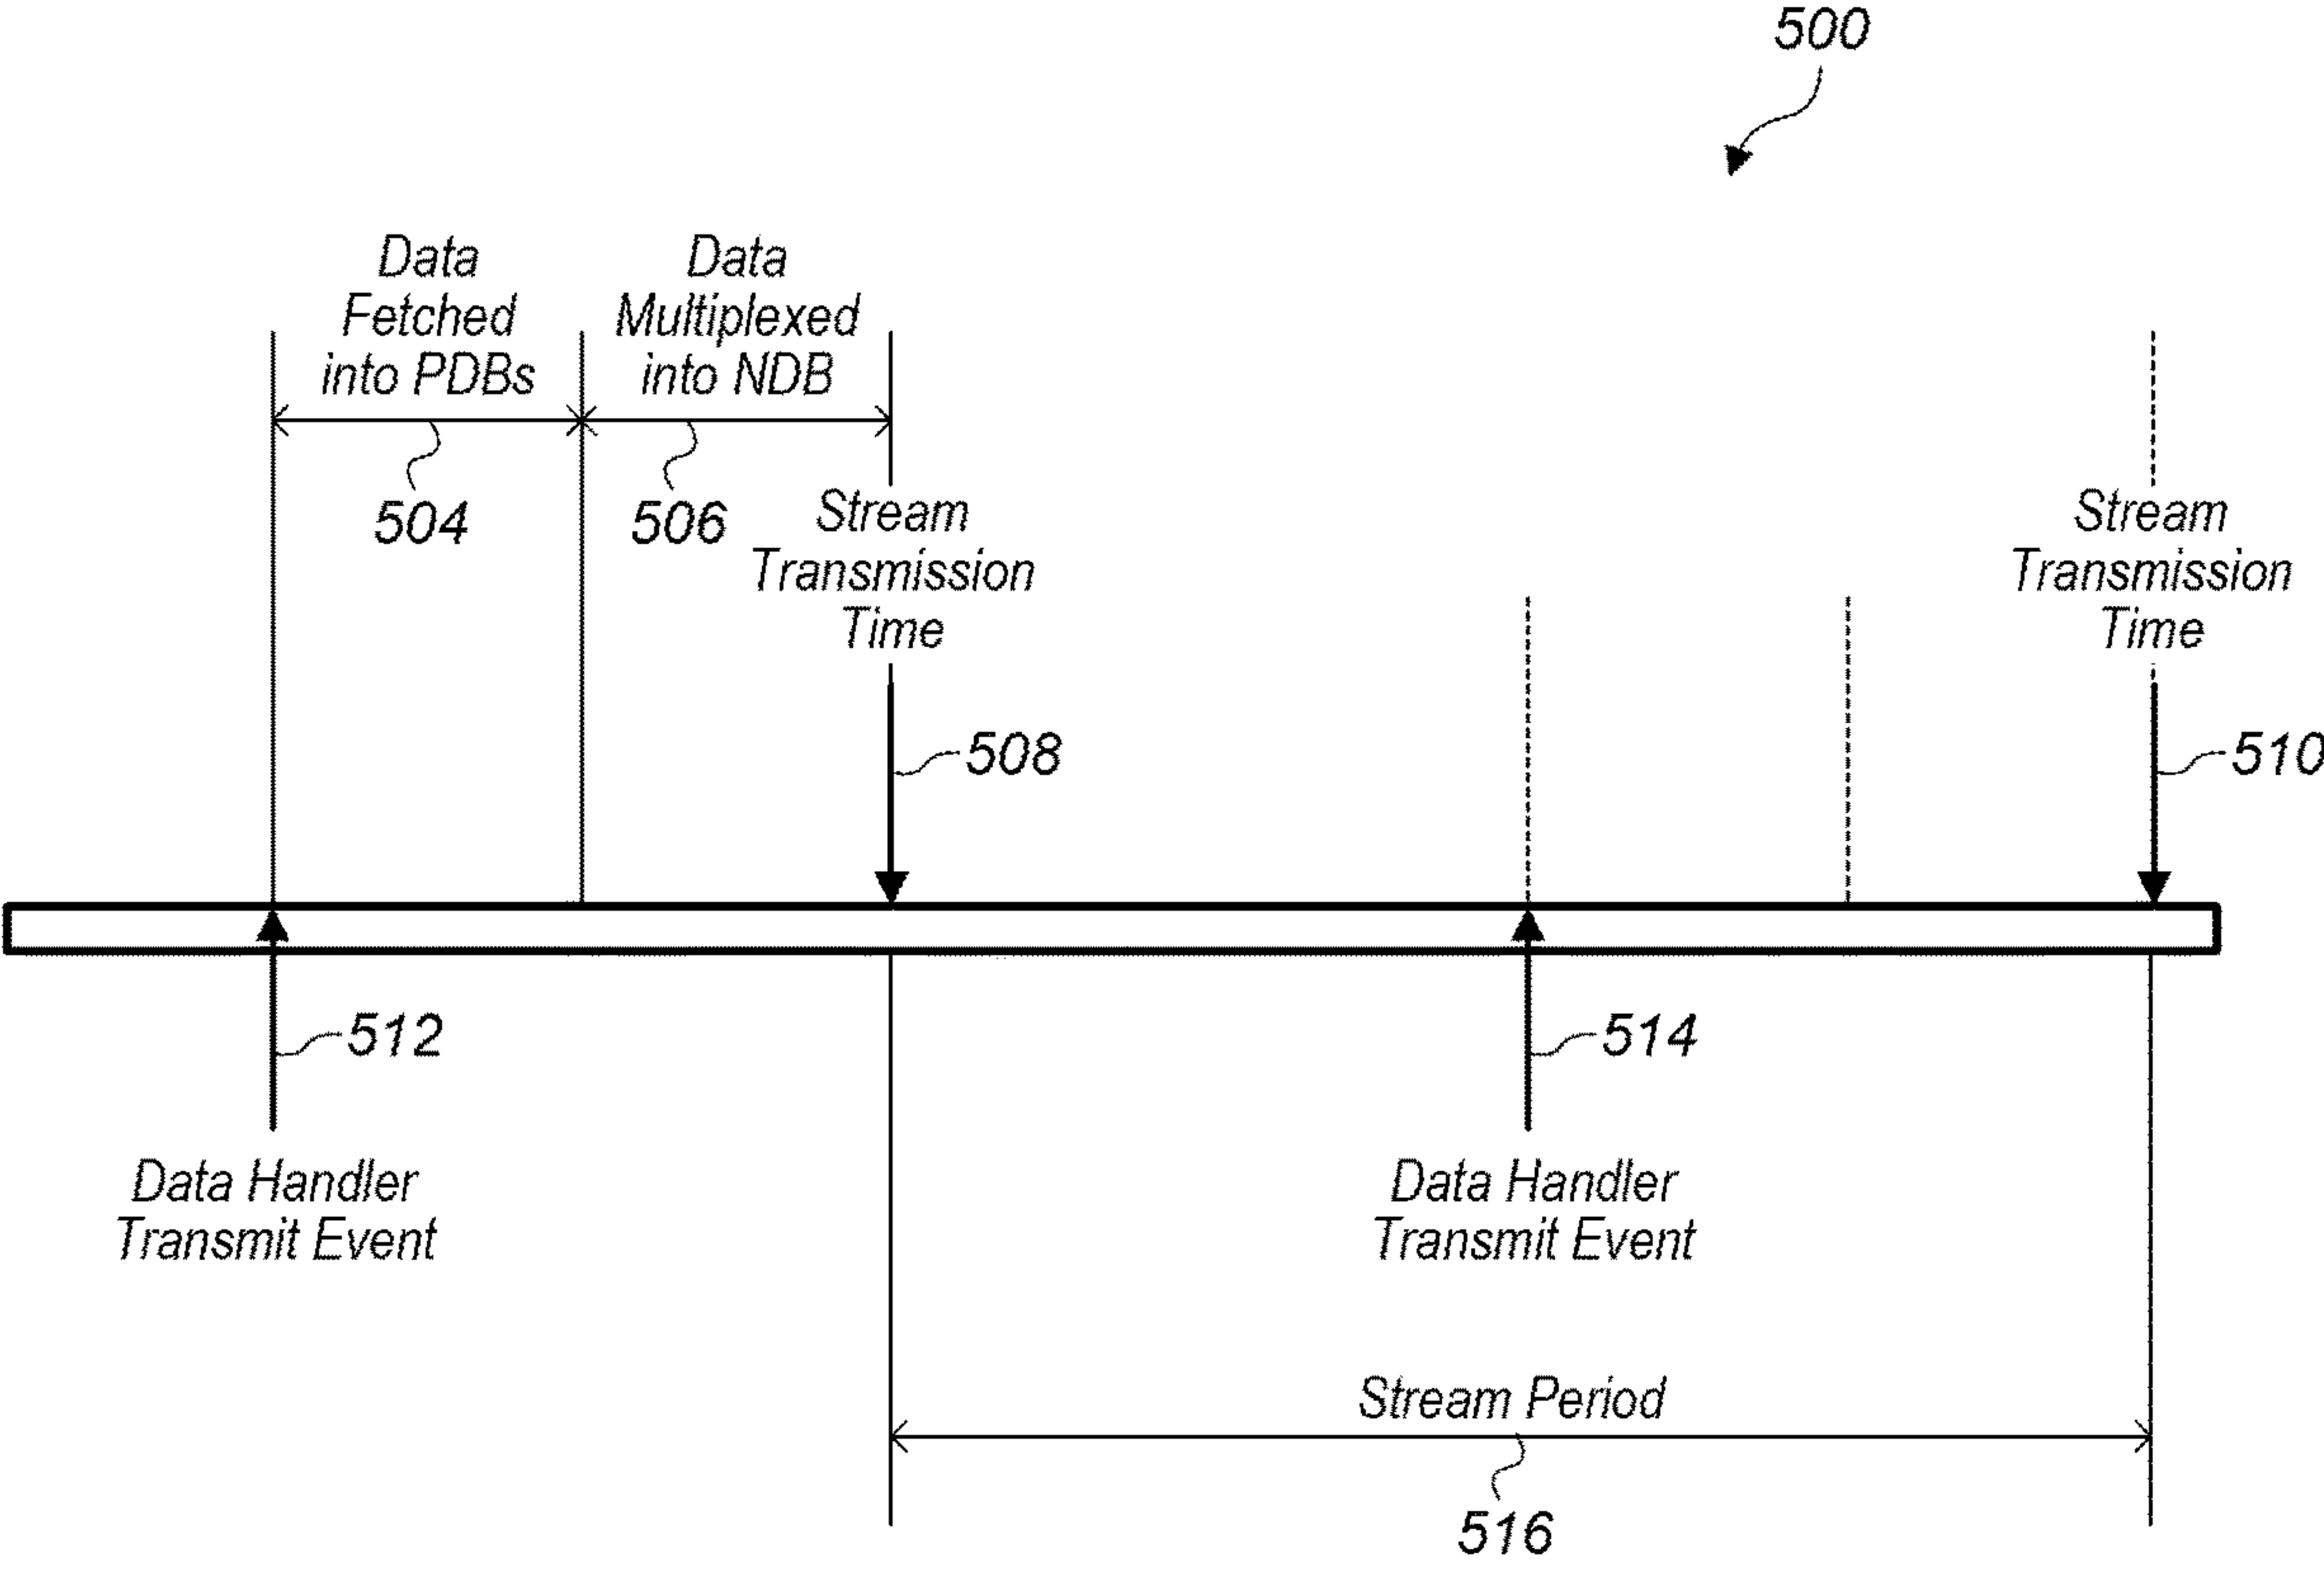 500
Data
Fetched
into PDBs
Data
Multiplexed
into NDB
504
506
Stream
Transmission
Time
Stream
Transmission
Time
508
510
512
514
Data Handler
Transmit Event
Data Handler
Transmit Event
Stream Period
516